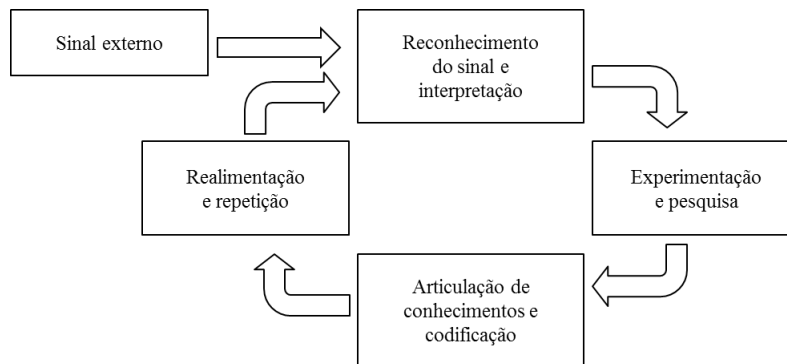 Sinal externo
Reconhecimento
do sinal e
interpretação
Realimentação
e repetição
Experimentação
e pesquisa
Articulação de
conhecimentos e
codificação